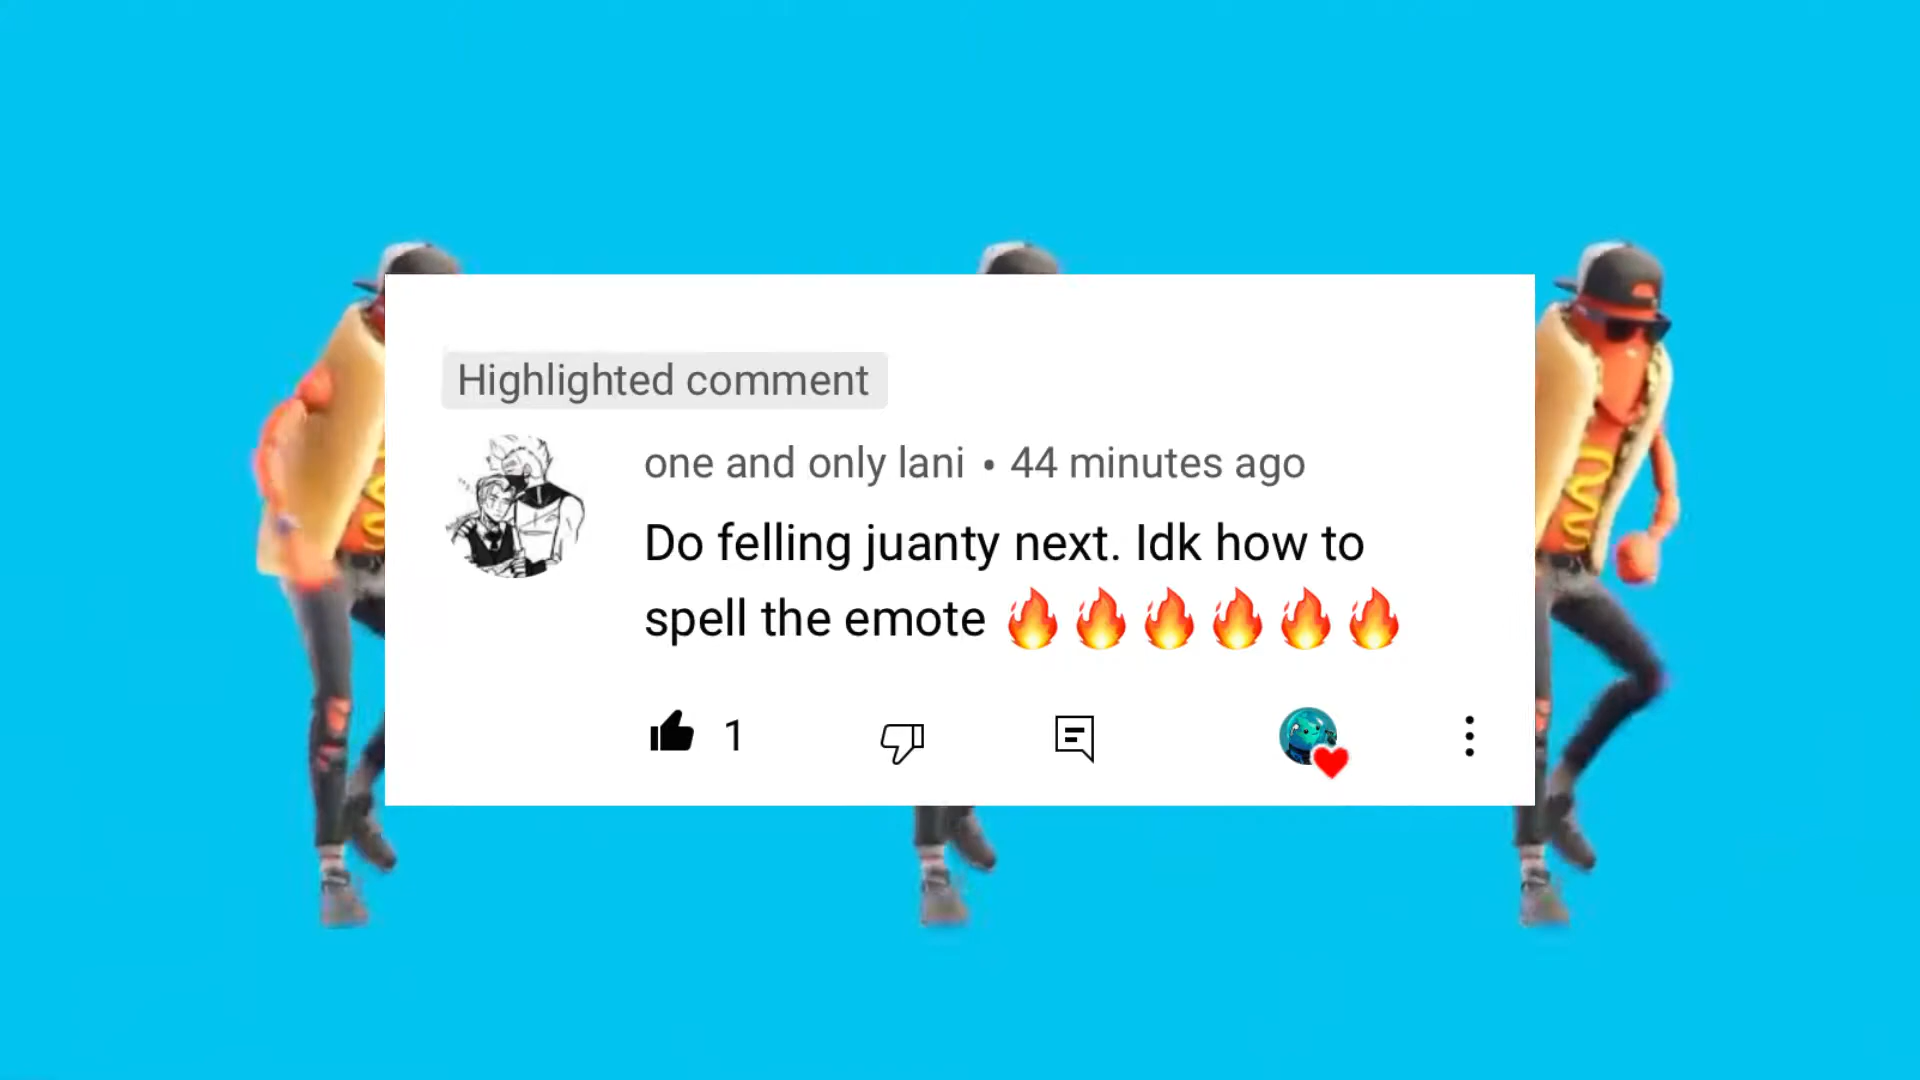 Highlighted comment
one and only lani • 44 minutes ago
Do felling juanty next. Idk how to
spell the emote 🔥🔥🔥🔥🔥🔥
1